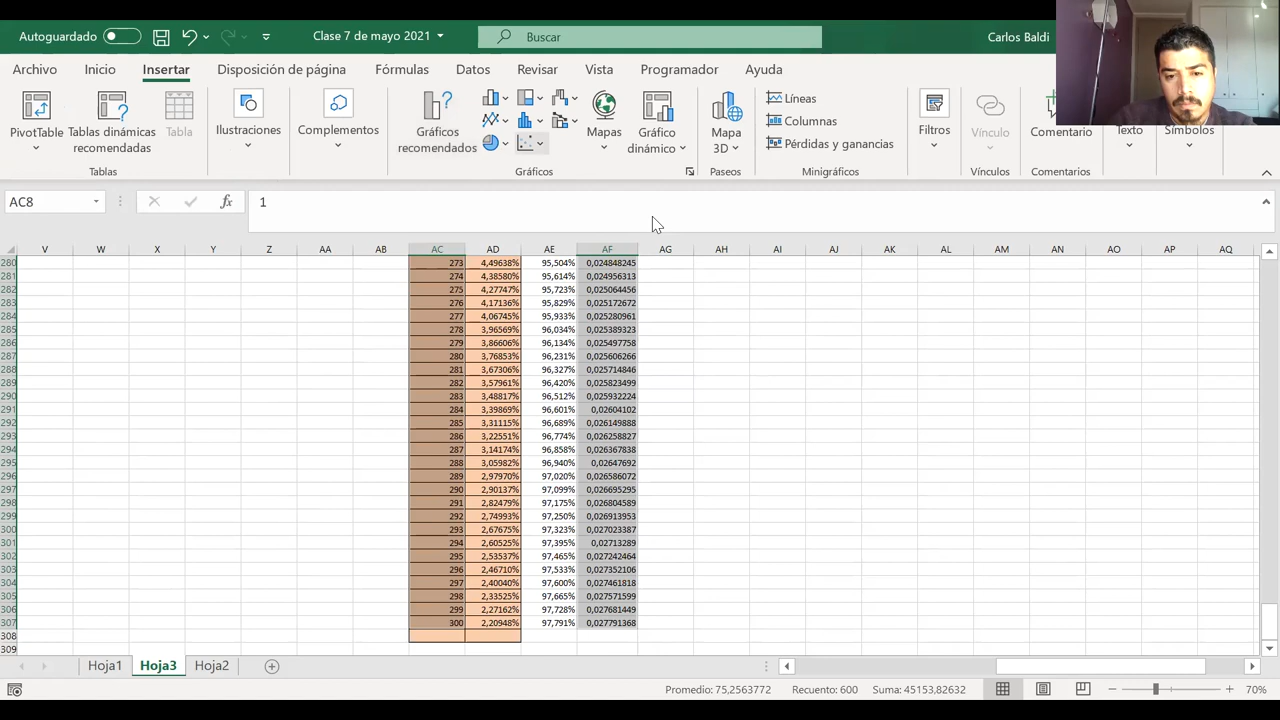 Autoguardado
Clase 7 de mayo 2021
Buscar
Carlos Baldi
Archivo Inicio Insertar Disposición de página Fórmulas Datos Revisar Vista Programador Ayuda
PivotTable
Tablas dinámicas recomendadas
Tabla
Ilustraciones
Complementos
Gráficos recomendados
Mapas
Gráfico dinámico
Mapa 3D
Líneas
Columnas
Pérdidas y ganancias
Filtros
Vínculo
Comentario
Texto
Símbolos
Tablas Gráficos Paseos Minigráficos Vínculos Comentarios
AC8 fx 1
V W X Y Z AA AB AC AD AE AF AG AH AI AJ AK AL AM AN AO AP AQ
280 273 4,49638% 95,504% 0,024848245
281 274 4,38580% 95,614% 0,024956313
282 275 4,27747% 95,723% 0,025064456
283 276 4,17136% 95,829% 0,025172672
284 277 4,06745% 95,933% 0,025280961
285 278 3,96569% 96,034% 0,025389323
286 279 3,86606% 96,134% 0,025497758
287 280 3,76853% 96,231% 0,025606266
288 281 3,67306% 96,327% 0,025714846
289 282 3,57961% 96,420% 0,025823499
290 283 3,48817% 96,512% 0,025932224
291 284 3,39869% 96,601% 0,02604102
292 285 3,31115% 96,689% 0,026149888
293 286 3,22551% 96,774% 0,026258827
294 287 3,14174% 96,858% 0,026367838
295 288 3,05982% 96,940% 0,02647692
296 289 2,97970% 97,020% 0,026586072
297 290 2,90137% 97,099% 0,026695295
298 291 2,82479% 97,175% 0,026804589
299 292 2,74993% 97,250% 0,026913953
300 293 2,67675% 97,323% 0,027023387
301 294 2,60525% 97,395% 0,02713289
302 295 2,53537% 97,465% 0,027242464
303 296 2,46710% 97,533% 0,027352106
304 297 2,40040% 97,600% 0,027461818
305 298 2,33525% 97,665% 0,027571599
306 299 2,27162% 97,728% 0,027681449
307 300 2,20948% 97,791% 0,027791368
308
309
Hoja1 Hoja3 Hoja2
Promedio: 75,2563772 Recuento: 600 Suma: 45153,82632 70%